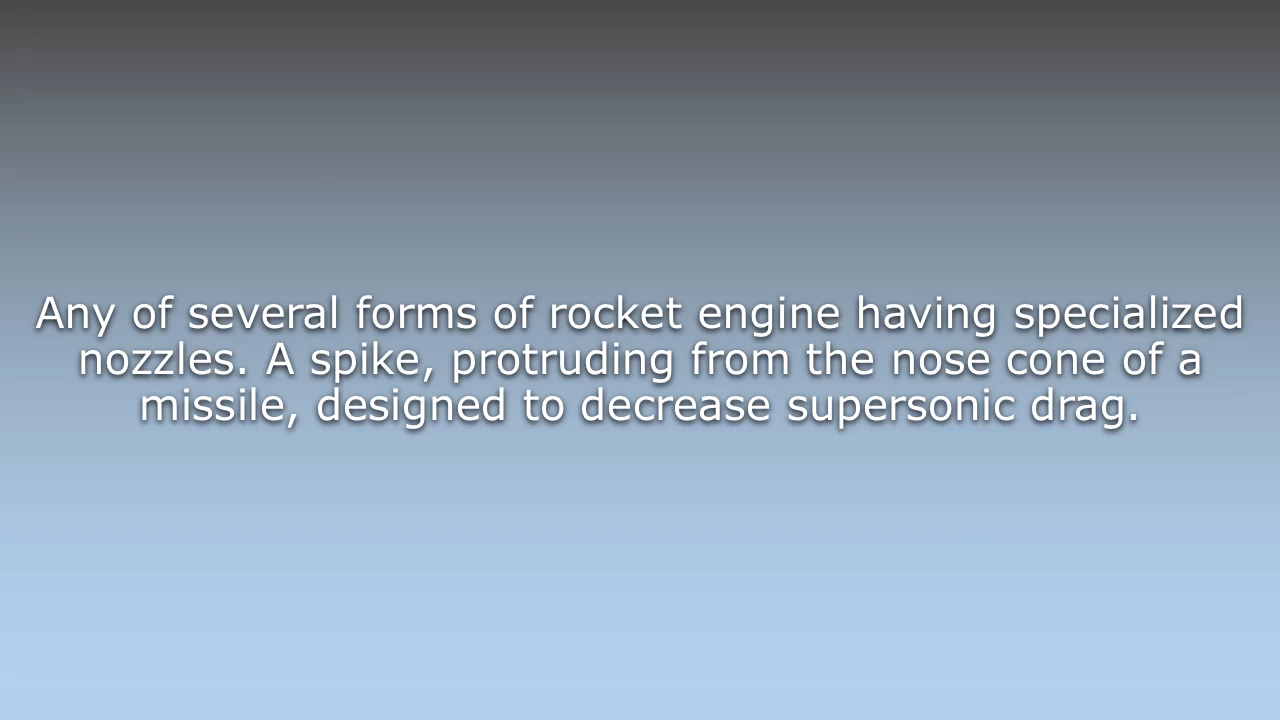 Any of several forms of rocket engine having specialized
nozzles. A spike, protruding from the nose cone of a
missile, designed to decrease supersonic drag.